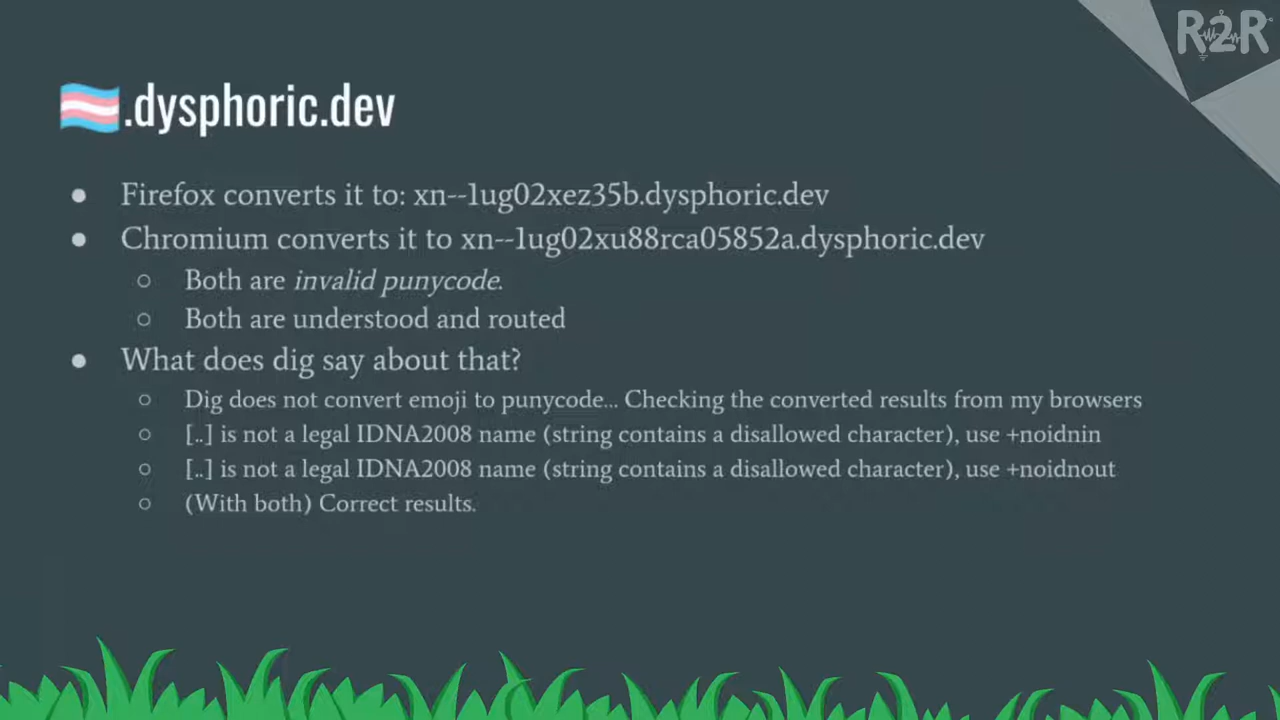 R2R
🏳️‍⚧️.dysphoric.dev
● Firefox converts it to: xn--1ug02xez35b.dysphoric.dev
● Chromium converts it to xn--1ug02xu88rca05852a.dysphoric.dev
○ Both are invalid punycode.
○ Both are understood and routed
● What does dig say about that?
○ Dig does not convert emoji to punycode... Checking the converted results from my browsers
○ [..] is not a legal IDNA2008 name (string contains a disallowed character), use +noidnin
○ [..] is not a legal IDNA2008 name (string contains a disallowed character), use +noidnout
○ (With both) Correct results.